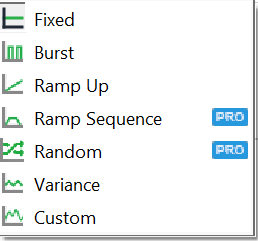 Fixed
Burst
Ramp Up
Ramp Sequence PRO
Random PRO
Variance
Custom